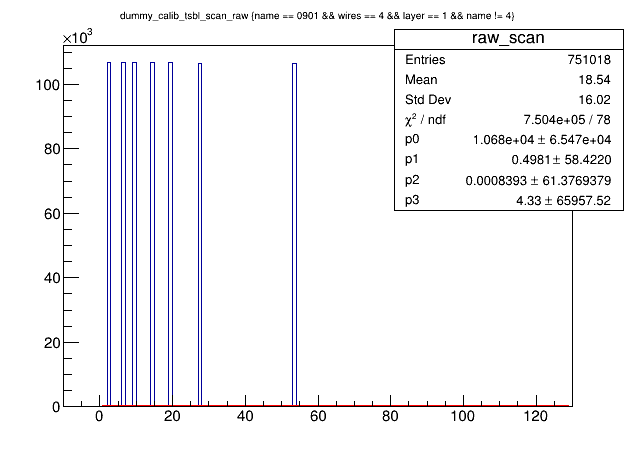 dummy_calib_tsbl_scan_raw {name == 0901 && wires == 4 && layer == 1 && name != 4}
×10³
raw_scan
Entries 751018
Mean 18.54
Std Dev 16.02
χ² / ndf 7.504e+05 / 78
p0 1.068e+04 ± 6.547e+04
p1 0.4981 ± 58.4220
p2 0.0008393 ± 61.3769379
p3 4.33 ± 65957.52
100
80
60
40
20
0
0 20 40 60 80 100 120